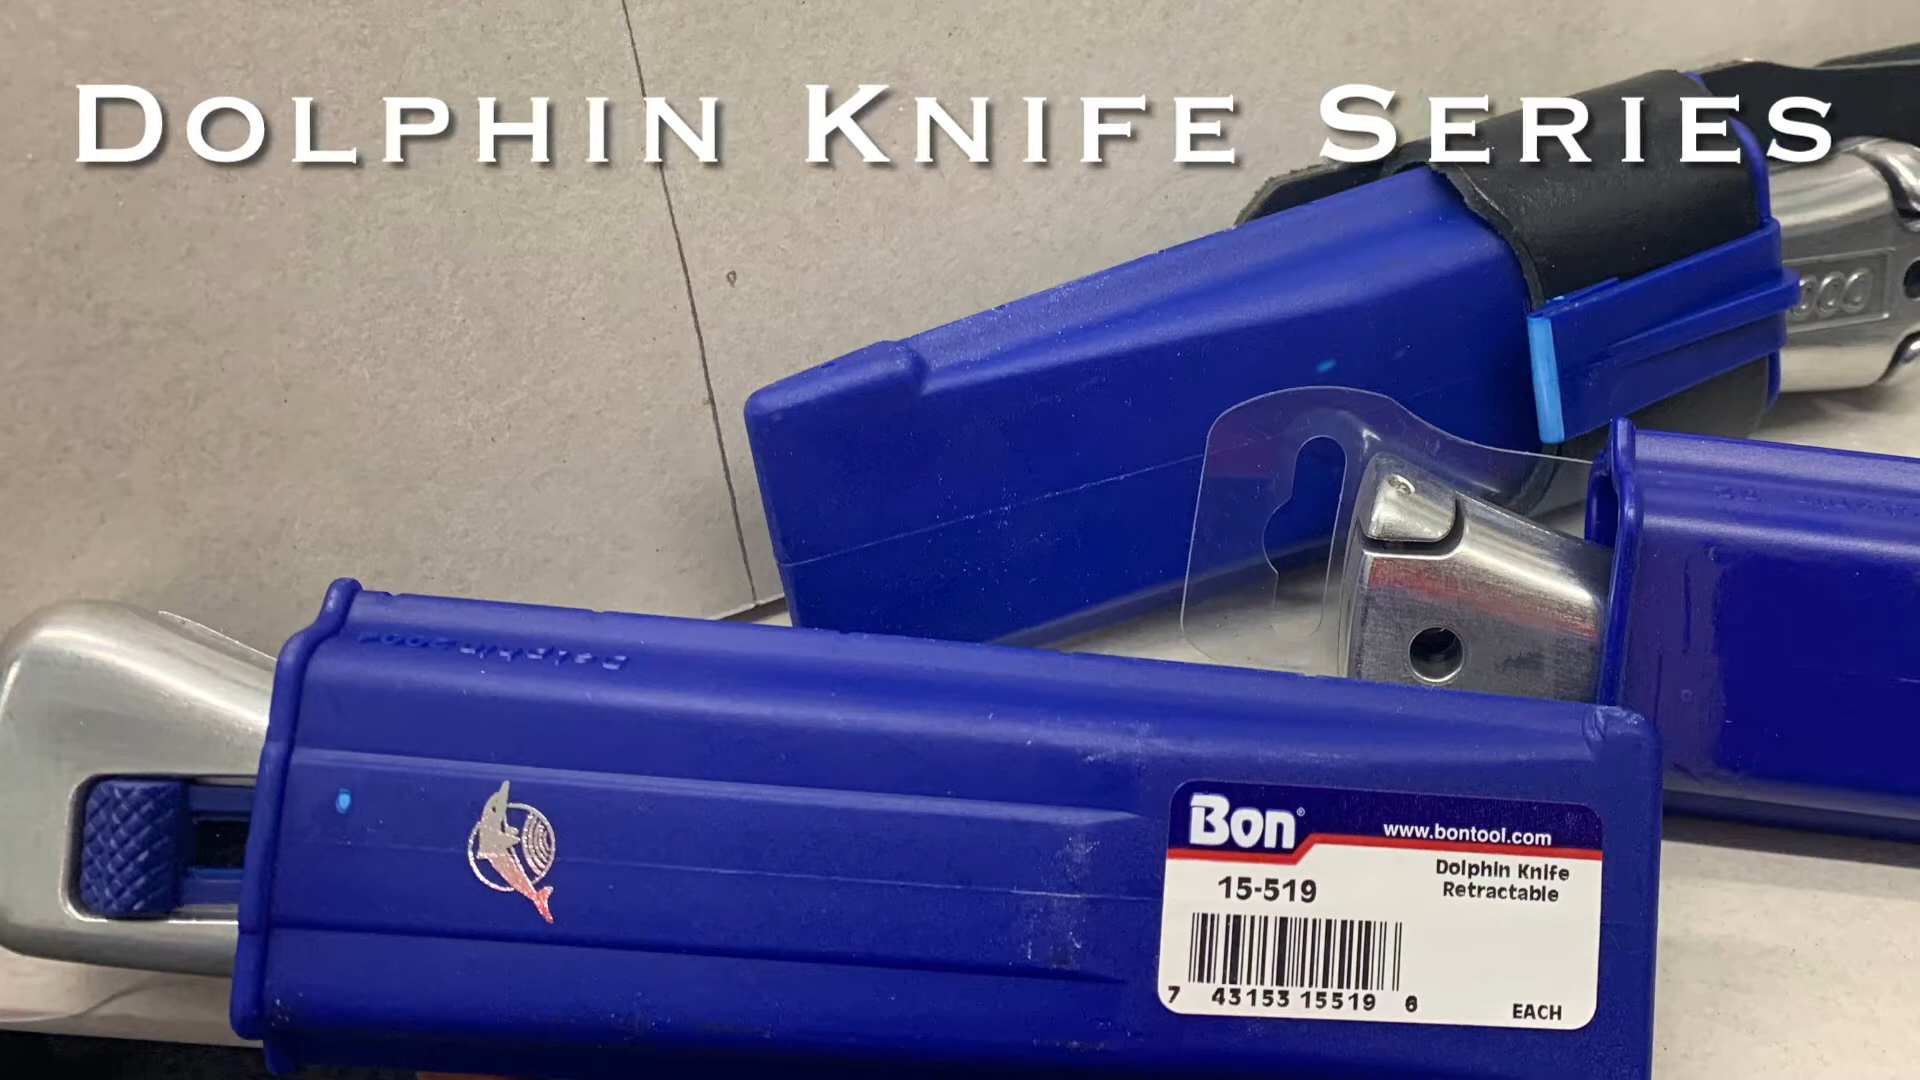 DOLPHIN KNIFE SERIES
Bon®
www.bontool.com
Dolphin Knife
Retractable
15-519
7 43153 15519 6
EACH